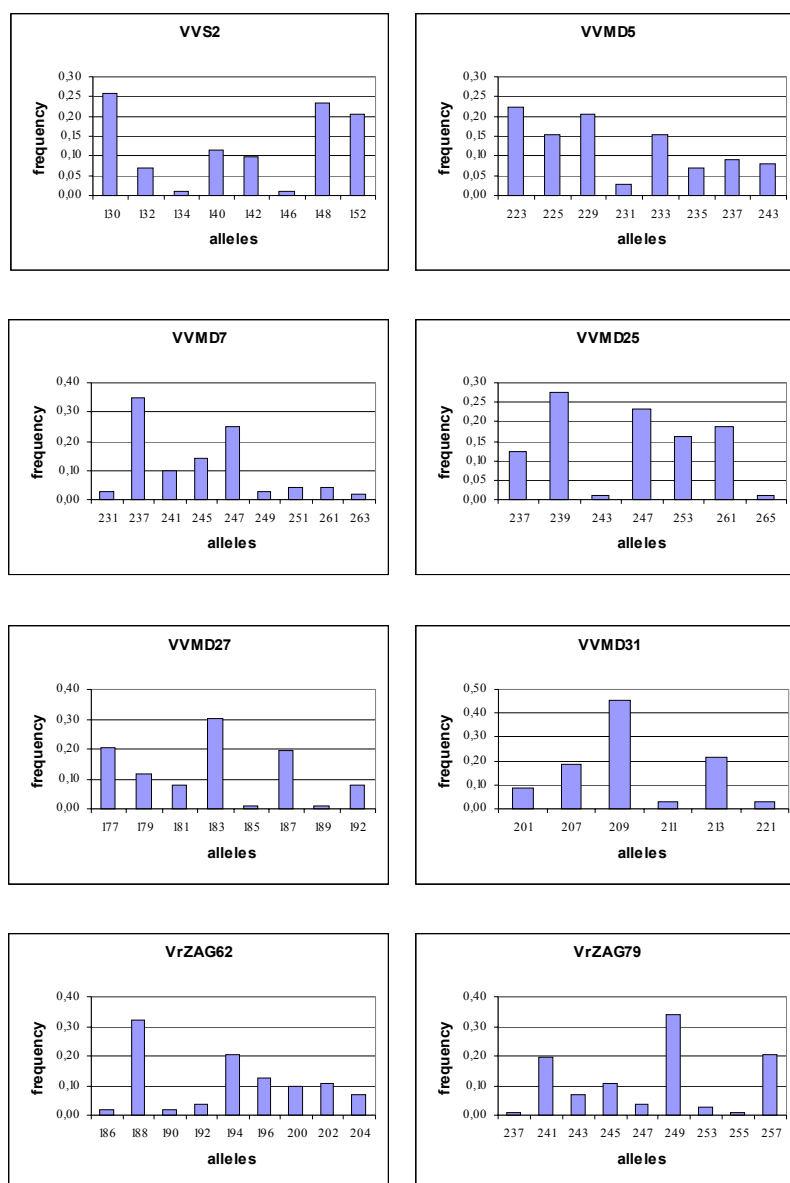 VVS2
frequency
0,30
0,25
0,20
0,15
0,10
0,05
0,00
130 132 134 140 142 146 148 152
alleles
VVMD5
frequency
0,30
0,25
0,20
0,15
0,10
0,05
0,00
223 225 229 231 233 235 237 243
alleles
VVMD7
frequency
0,40
0,30
0,20
0,10
0,00
231 237 241 245 247 249 251 261 263
alleles
VVMD25
frequency
0,30
0,25
0,20
0,15
0,10
0,05
0,00
237 239 243 247 253 261 265
alleles
VVMD27
frequency
0,40
0,30
0,20
0,10
0,00
177 179 181 183 185 187 189 192
alleles
VVMD31
frequency
0,50
0,40
0,30
0,20
0,10
0,00
201 207 209 211 213 221
alleles
VrZAG62
frequency
0,40
0,30
0,20
0,10
0,00
186 188 190 192 194 196 200 202 204
alleles
VrZAG79
frequency
0,40
0,30
0,20
0,10
0,00
237 241 243 245 247 249 253 255 257
alleles